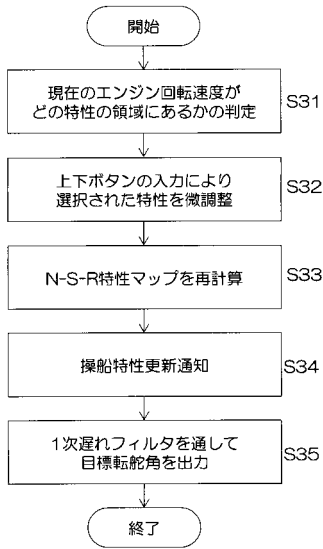 開始
現在のエンジン回転速度が
どの特性の領域にあるかの判定
S31
上下ボタンの入力により
選択された特性を微調整
S32
N-S-R特性マップを再計算
S33
操船特性更新通知
S34
1次遅れフィルタを通して
目標転舵角を出力
S35
終了